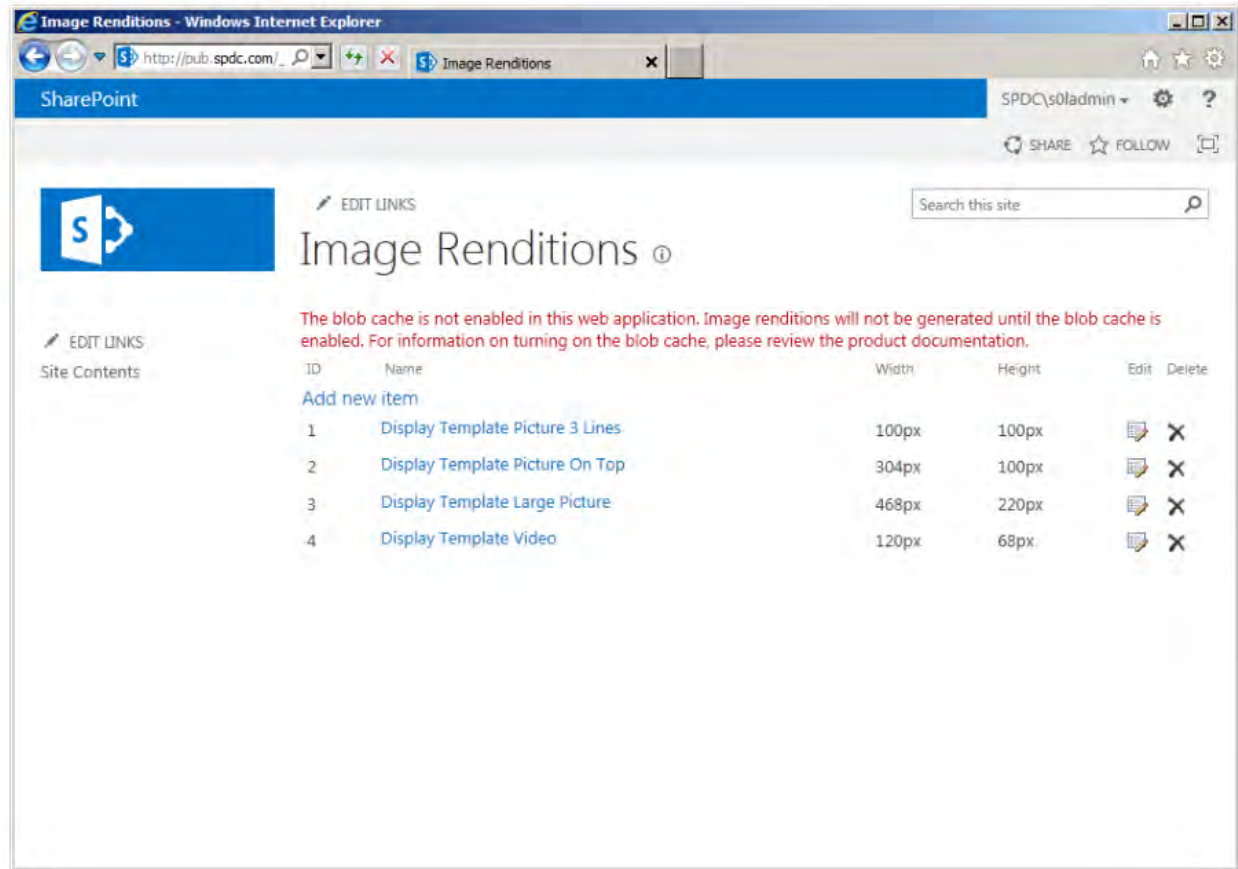 Image Renditions - Windows Internet Explorer
http://pub.spdc.com/_
Image Renditions
SharePoint
SPDC\s0ladmin
?
SHARE
FOLLOW
EDIT LINKS
Search this site
S
Image Renditions
The blob cache is not enabled in this web application. Image renditions will not be generated until the blob cache is
enabled. For information on turning on the blob cache, please review the product documentation.
EDIT LINKS
Site Contents
ID Name Width Height Edit Delete
Add new item
1 Display Template Picture 3 Lines 100px 100px
2 Display Template Picture On Top 304px 100px
3 Display Template Large Picture 468px 220px
4 Display Template Video 120px 68px